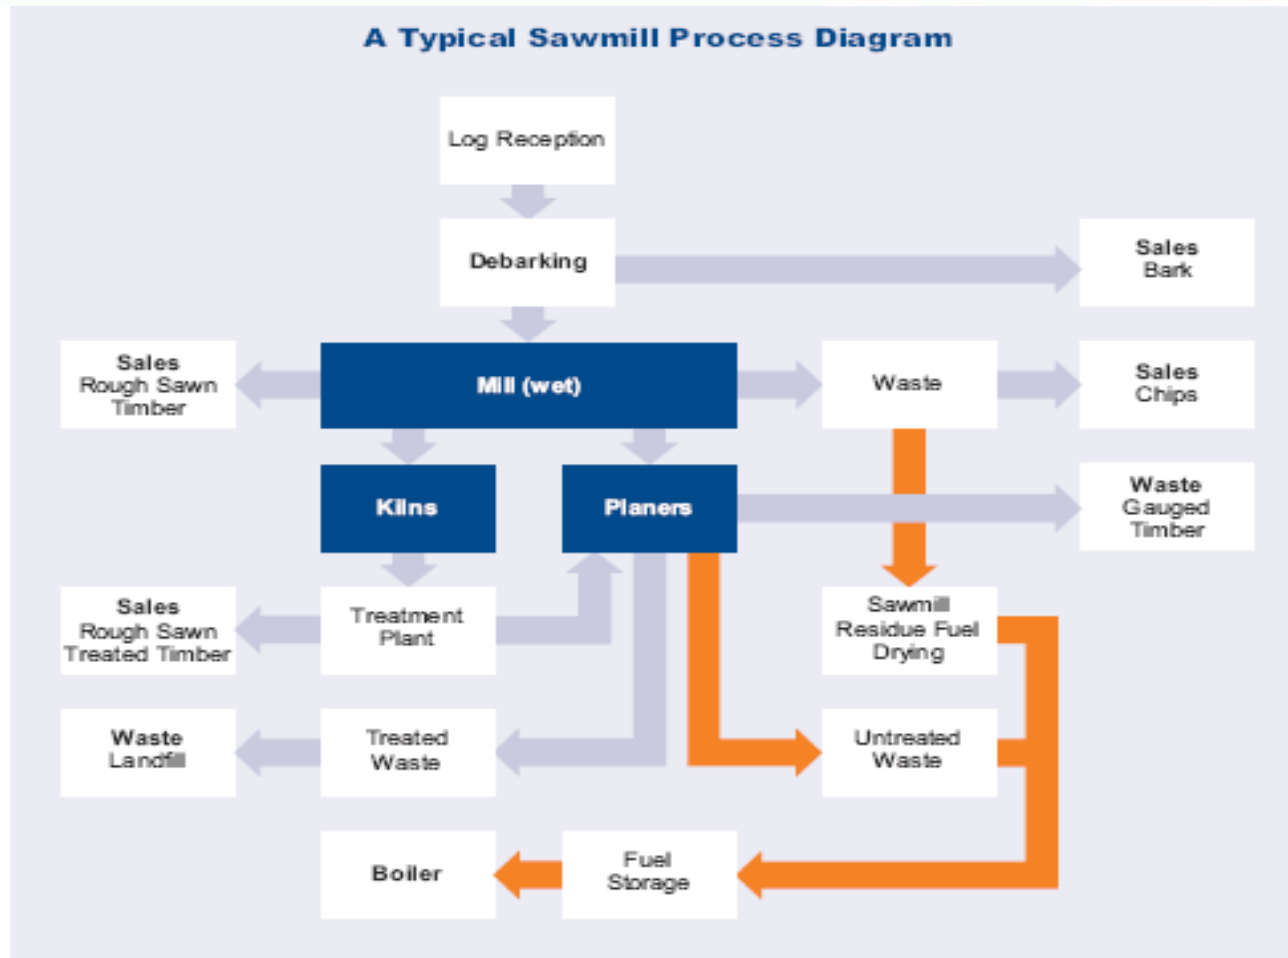 A Typical Sawmill Process Diagram
Log Reception
Debarking
Sales
Bark
Sales
Rough Sawn
Timber
Mill (wet)
Waste
Sales
Chips
Kilns
Planers
Waste
Gauged
Timber
Sales
Rough Sawn
Treated Timber
Treatment
Plant
Sawmill
Residue Fuel
Drying
Waste
Landfill
Treated
Waste
Untreated
Waste
Boiler
Fuel
Storage